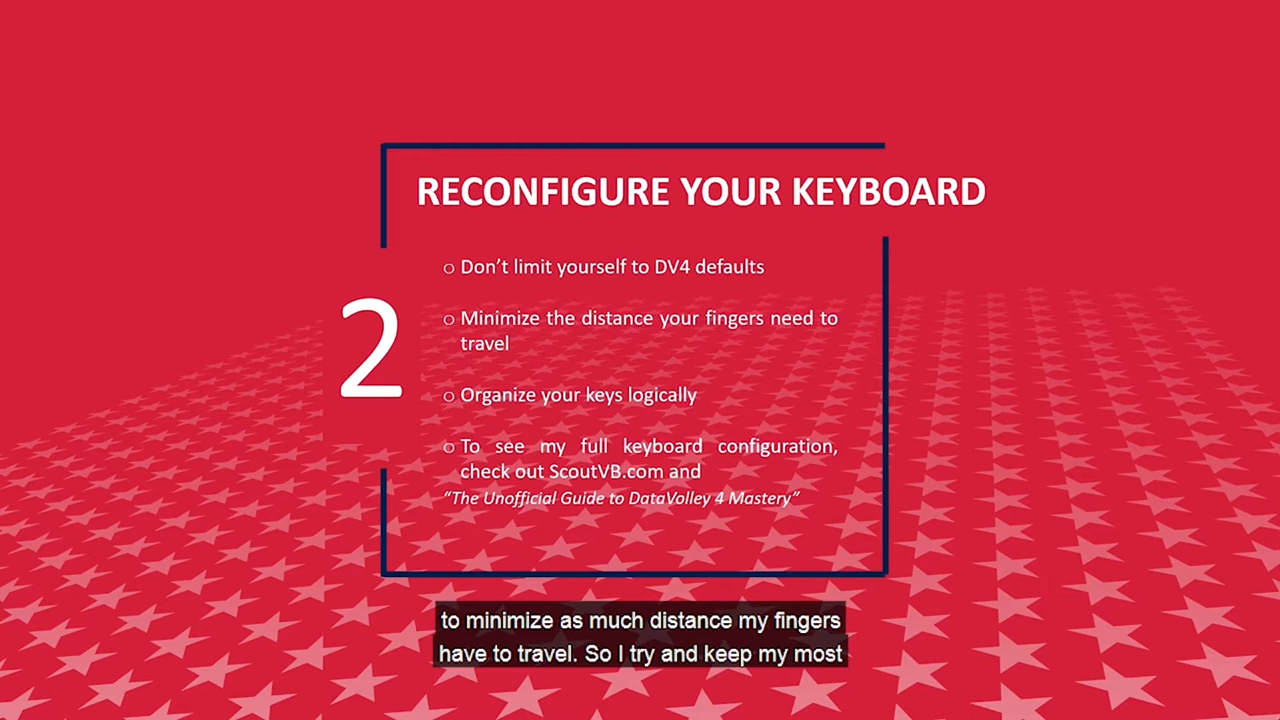 RECONFIGURE YOUR KEYBOARD
2
o Don’t limit yourself to DV4 defaults
o Minimize the distance your fingers need to
travel
o Organize your keys logically
o To see my full keyboard configuration,
check out ScoutVB.com and
“The Unofficial Guide to DataVolley 4 Mastery”
to minimize as much distance my fingers
have to travel. So I try and keep my most